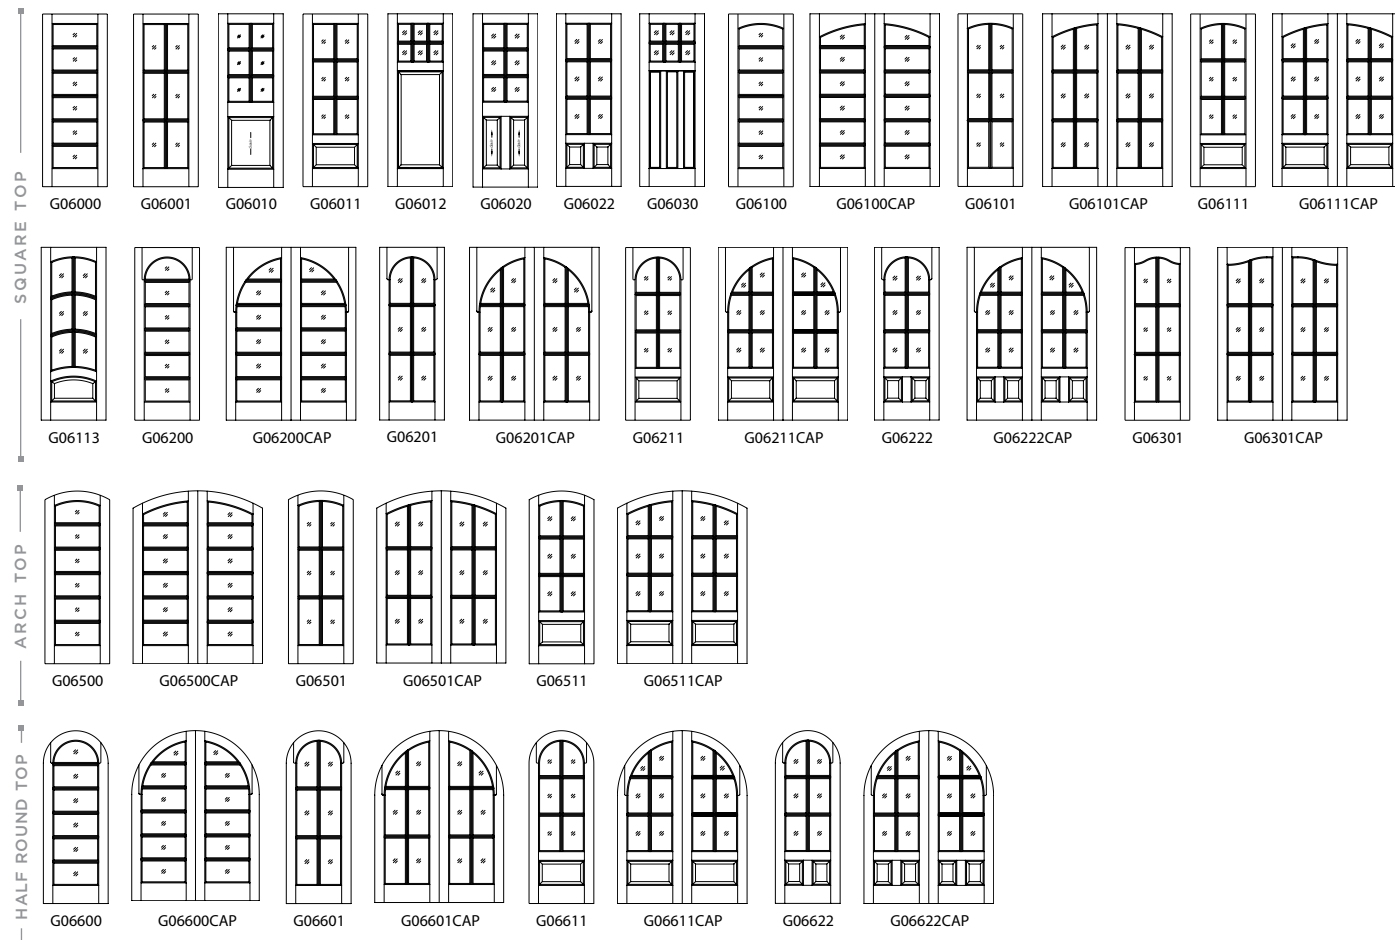 SQUARE TOP
G06000 G06001 G06010 G06011 G06012 G06020 G06022 G06030 G06100 G06100CAP G06101 G06101CAP G06111 G06111CAP
G06113 G06200 G06200CAP G06201 G06201CAP G06211 G06211CAP G06222 G06222CAP G06301 G06301CAP
ARCH TOP
G06500 G06500CAP G06501 G06501CAP G06511 G06511CAP
HALF ROUND TOP
G06600 G06600CAP G06601 G06601CAP G06611 G06611CAP G06622 G06622CAP